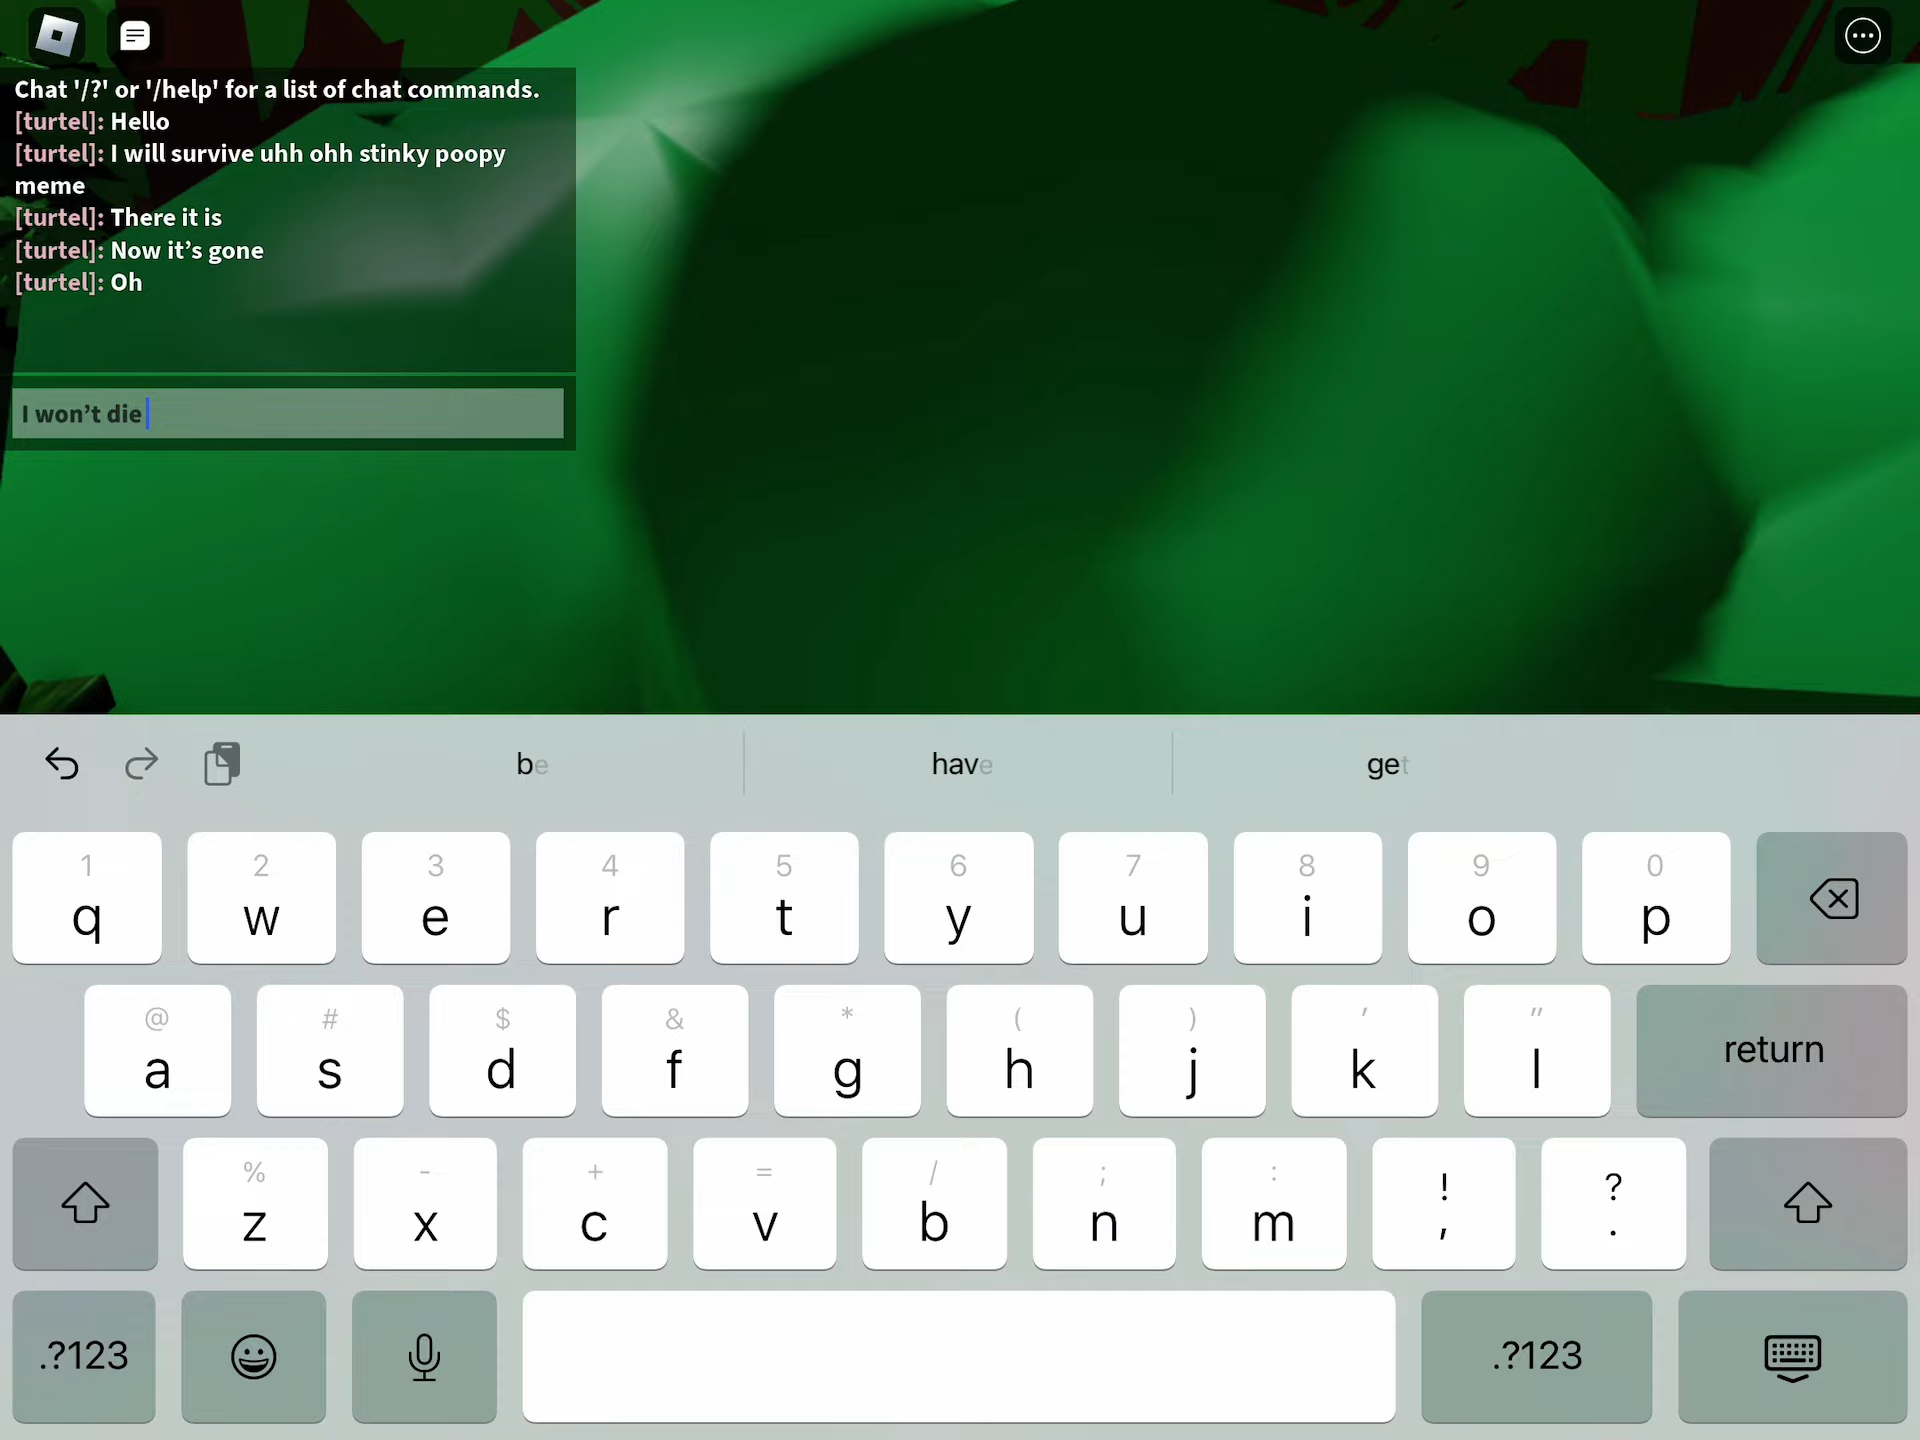 Chat '/?' or '/help' for a list of chat commands.
[turtel]: Hello
[turtel]: I will survive uhh ohh stinky poopy
meme
[turtel]: There it is
[turtel]: Now it’s gone
[turtel]: Oh
I won’t die
be have get
1 2 3 4 5 6 7 8 9 0
q w e r t y u i o p
@ # $ & * ( ) ' "
a s d f g h j k l return
% - + = / ; : ! ?
z x c v b n m , .
.?123 .?123